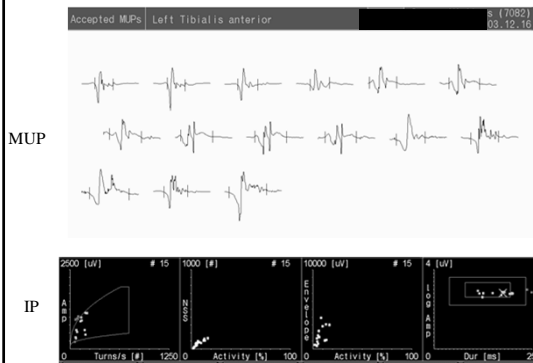 Accepted MUPs Left Tibialis anterior s (7082)
03.12.16
MUP
IP
2500 [uV] # 15
Amp
0 Turns/s [#] 1250
1000 [#] # 15
NSS
0 Activity [%] 100
10000 [uV] # 15
Envelope
0 Activity [%] 100
4 [uV]
log Amp
0 Dur [ms]